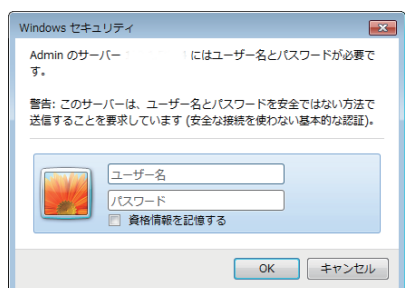 Windows セキュリティ
Admin のサーバー にはユーザー名とパスワードが必要で
す。
警告: このサーバーは、ユーザー名とパスワードを安全ではない方法で
送信することを要求しています (安全な接続を使わない基本的な認証)。
ユーザー名
パスワード
資格情報を記憶する
OK
キャンセル